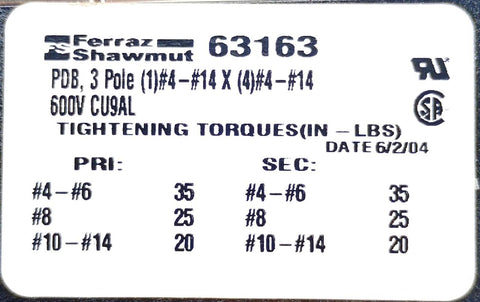 FS Ferraz Shawmut 63163
PDB, 3 Pole (1)#4-#14 X (4)#4-#14
600V CU9AL
TIGHTENING TORQUES(IN - LBS)
DATE 6/2/04
PRI: SEC:
#4-#6 35 #4-#6 35
#8 25 #8 25
#10-#14 20 #10-#14 20